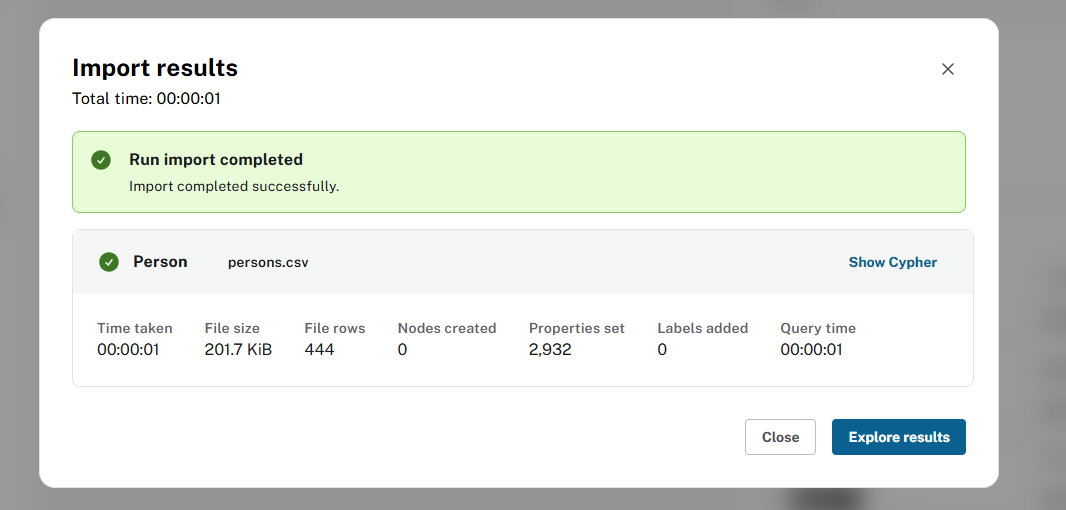 Import results
Total time: 00:00:01
Run import completed
Import completed successfully.
Person persons.csv Show Cypher
Time taken File size File rows Nodes created Properties set Labels added Query time
00:00:01 201.7 KiB 444 0 2,932 0 00:00:01
Close Explore results